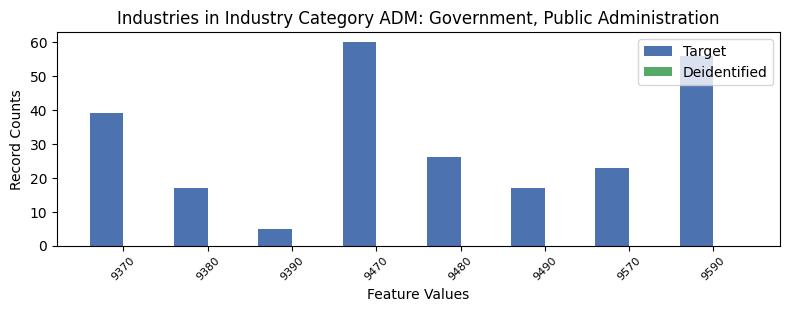 Industries in Industry Category ADM: Government, Public Administration
Target
Deidentified
Record Counts
60
50
40
30
20
10
0
9370 9380 9390 9470 9480 9490 9570 9590
Feature Values